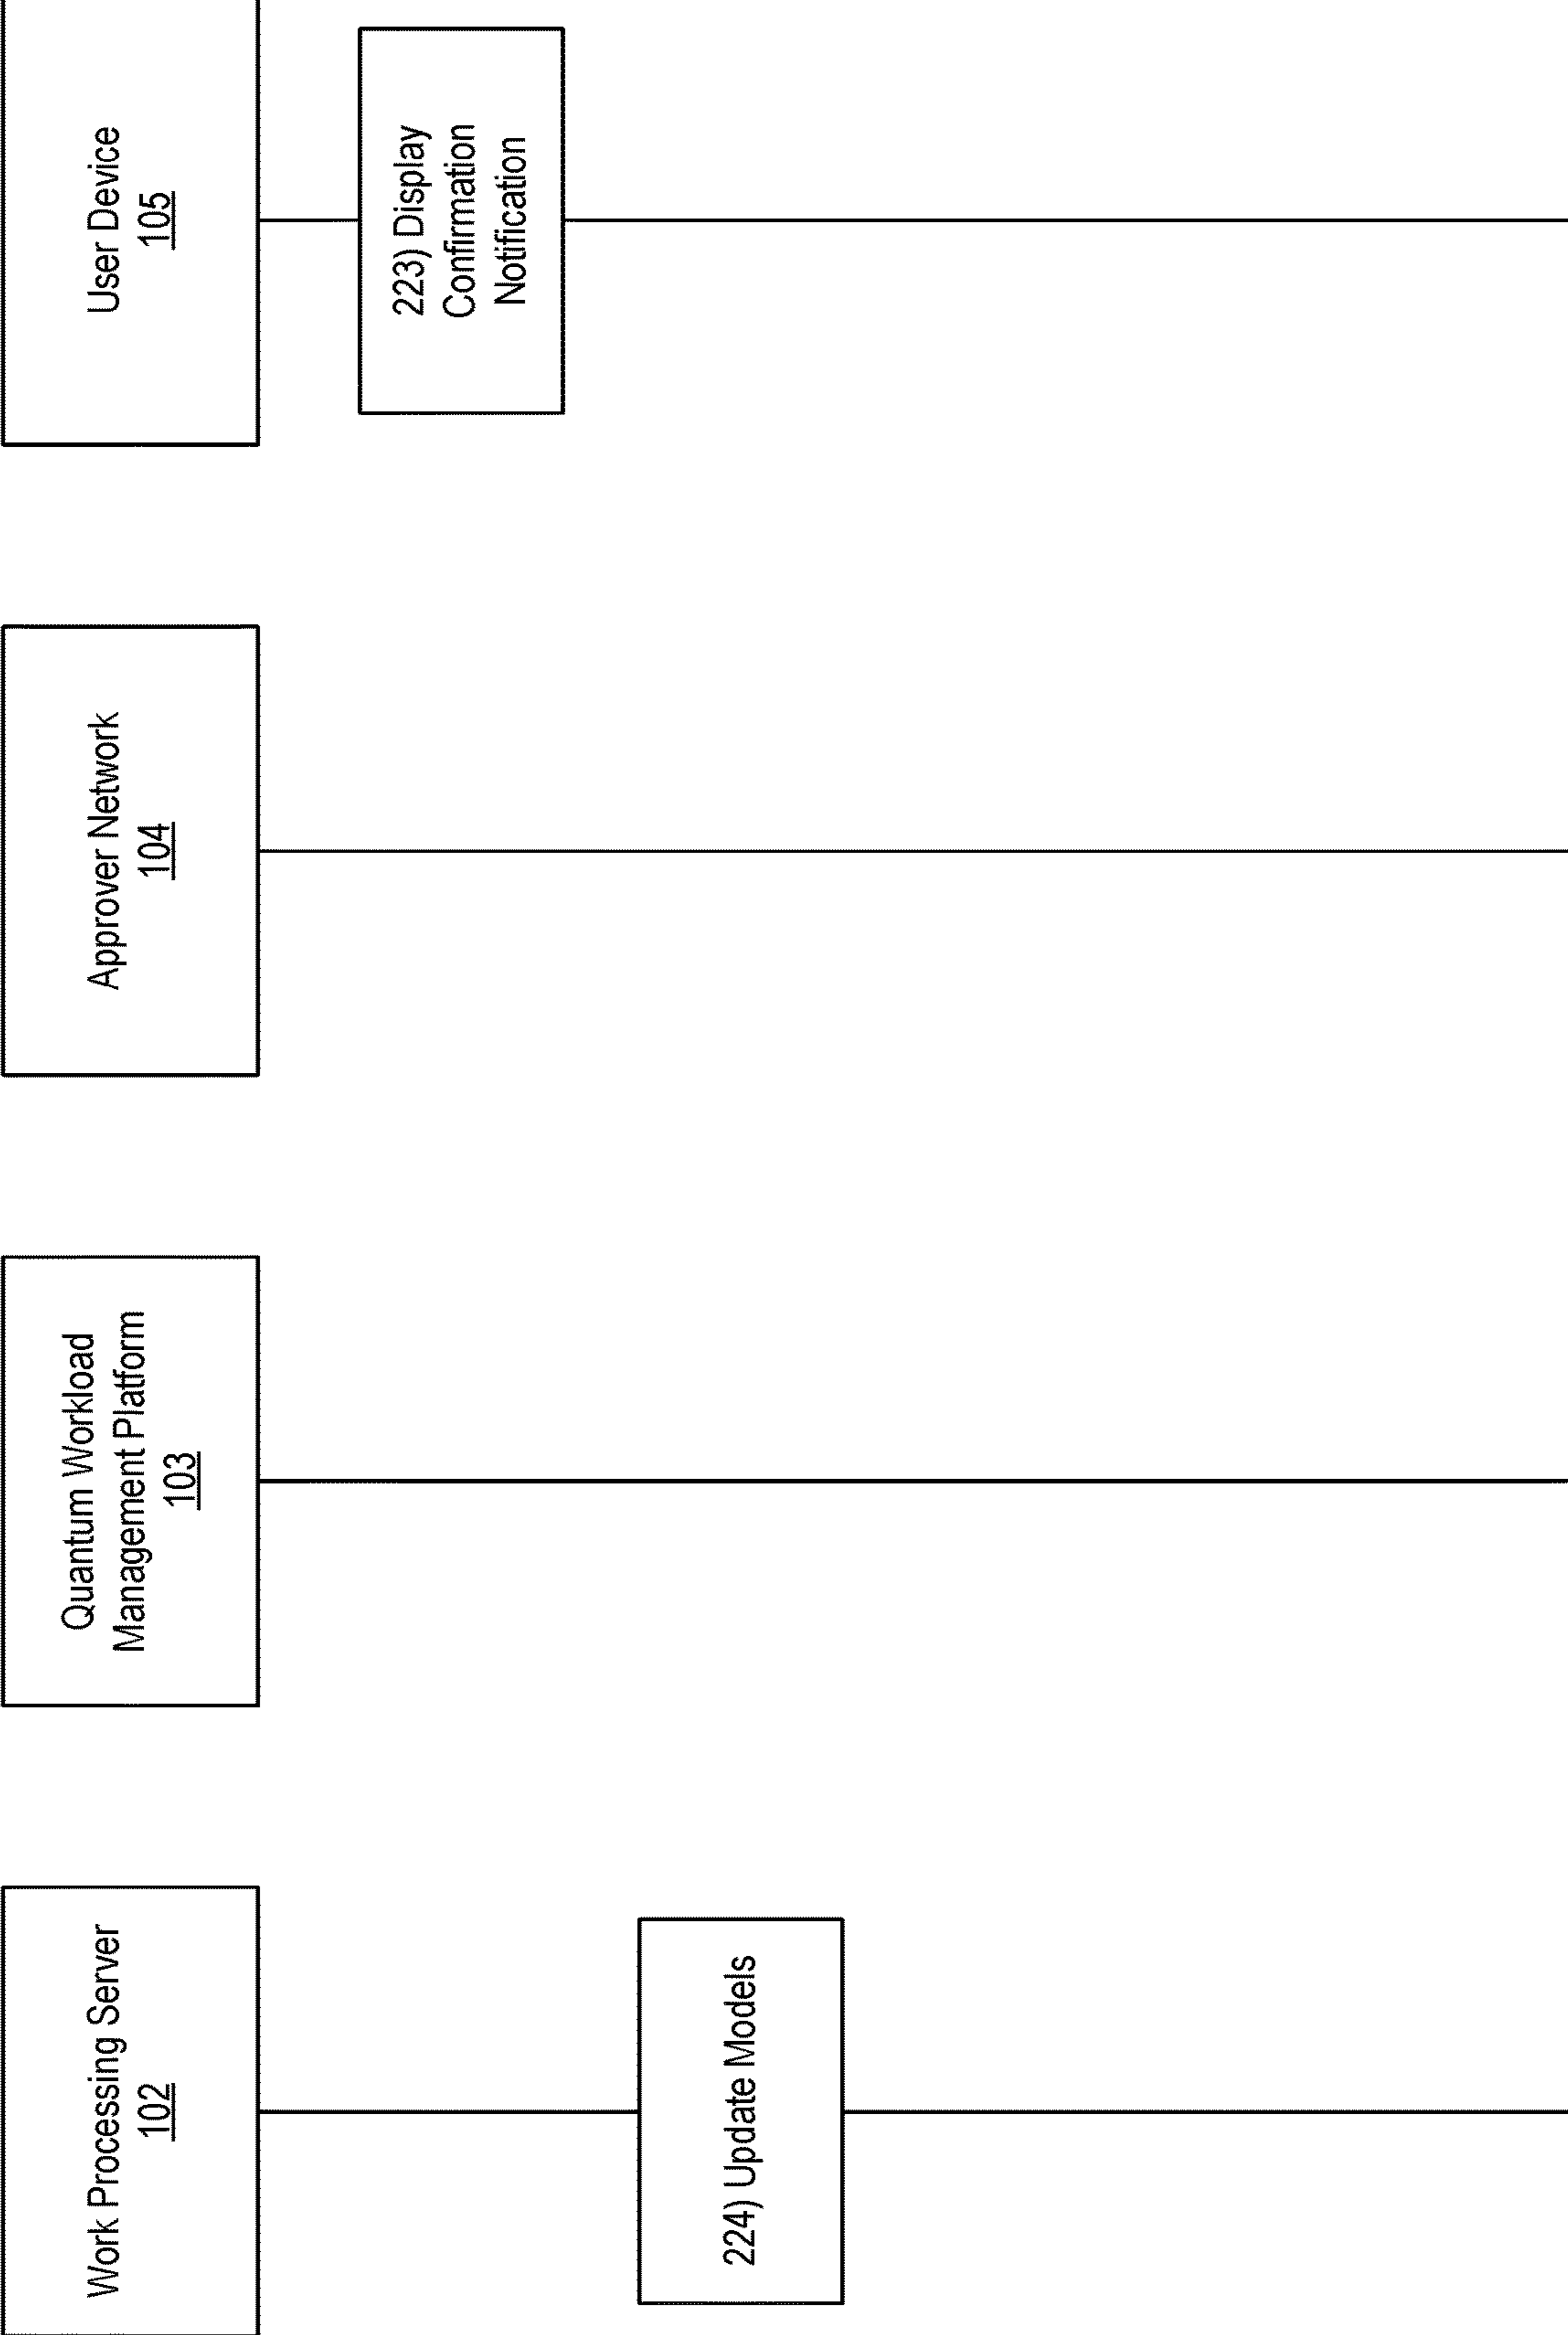 Work Processing Server
102
Quantum Workload
Management Platform
103
Approver Network
104
User Device
105
223) Display
Confirmation
Notification
224) Update Models